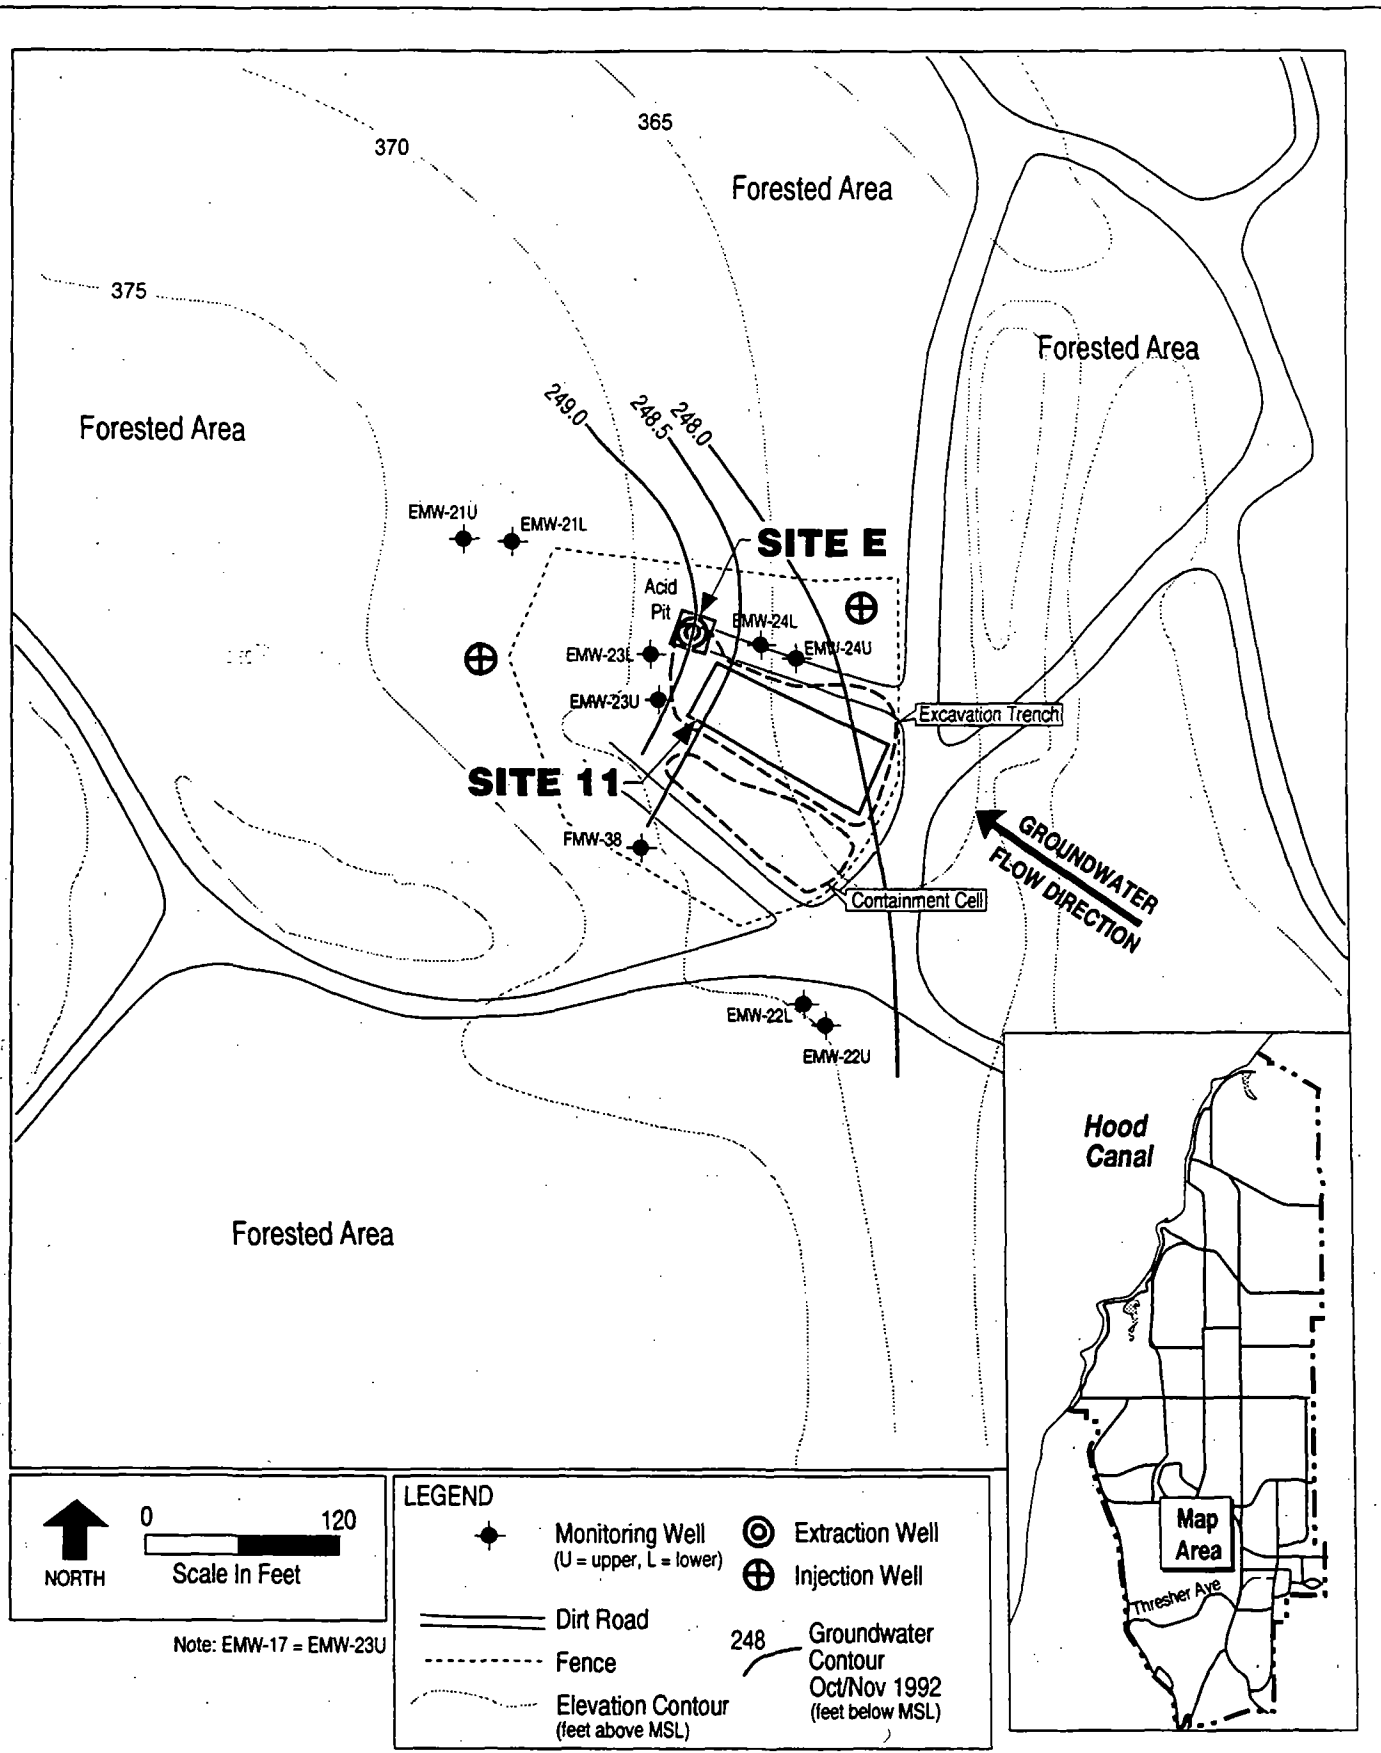 365
370
Forested Area
375
Forested Area
Forested Area
249.0
248.5
248.0
EMW-21U
EMW-21L
SITE E
Acid
Pit
EMW-24L
EMW-24U
EMW-23L
EMW-23U
Excavation Trench
SITE 11
FMW-38
GROUNDWATER
FLOW DIRECTION
Containment Cell
EMW-22L
EMW-22U
Forested Area
Hood
Canal
Map
Area
Thresher Ave
0
120
Scale In Feet
NORTH
Note: EMW-17 = EMW-23U
LEGEND
Monitoring Well
(U = upper, L = lower)
Extraction Well
Injection Well
Dirt Road
Fence
Elevation Contour
(feet above MSL)
248
Groundwater
Contour
Oct/Nov 1992
(feet below MSL)